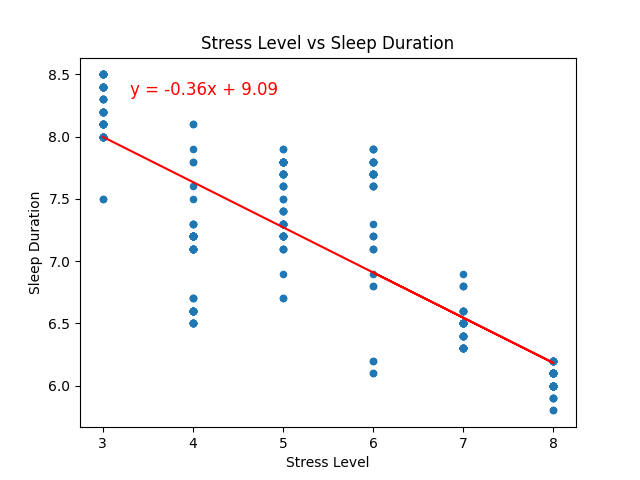 Stress Level vs Sleep Duration
y = -0.36x + 9.09
8.5
8.0
7.5
7.0
6.5
6.0
Sleep Duration
3 4 5 6 7 8
Stress Level